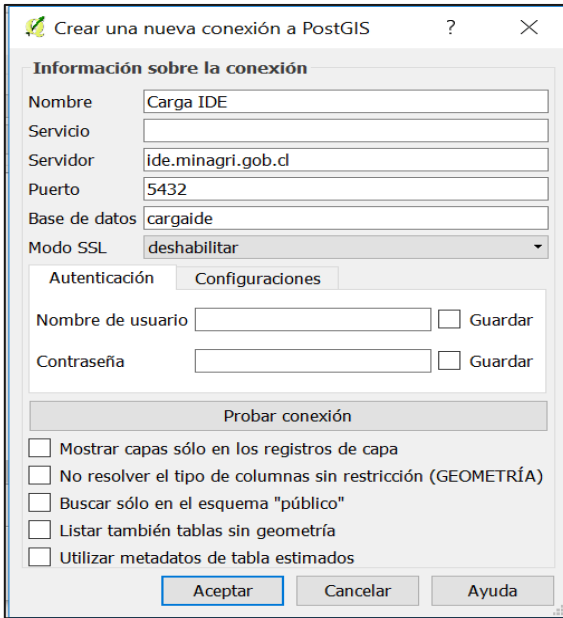 Crear una nueva conexión a PostGIS ?
Información sobre la conexión
Nombre Carga IDE
Servicio
Servidor ide.minagri.gob.cl
Puerto 5432
Base de datos cargaide
Modo SSL deshabilitar
Autenticación Configuraciones
Nombre de usuario Guardar
Contraseña Guardar
Probar conexión
Mostrar capas sólo en los registros de capa
No resolver el tipo de columnas sin restricción (GEOMETRÍA)
Buscar sólo en el esquema "público"
Listar también tablas sin geometría
Utilizar metadatos de tabla estimados
Aceptar Cancelar Ayuda